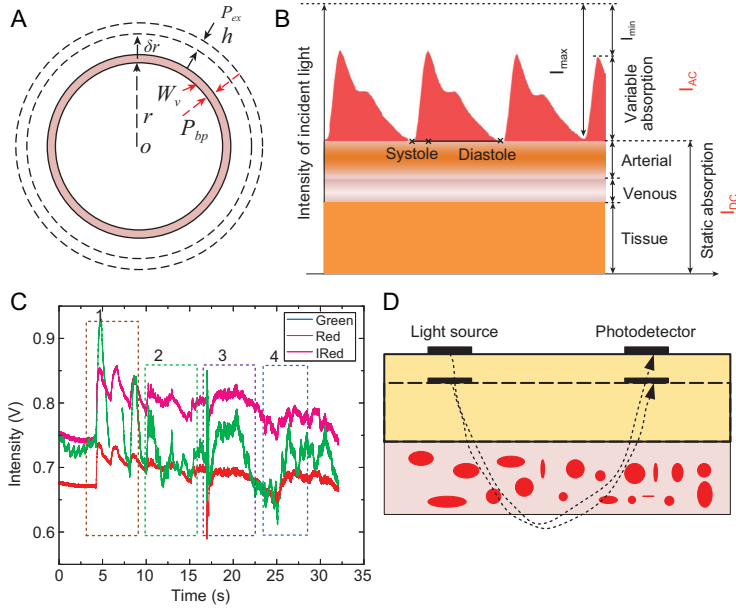 A
P_ex
h
δr
W_v
r
P_bp
o
B
Intensity of incident light
I_max
I_min
Variable absorption
I_AC
Systole
Diastole
Arterial
Venous
Tissue
Static absorption
I_DC
C
Intensity (V)
0.9
0.8
0.7
0.6
1
2
3
4
Green
Red
IRed
0 5 10 15 20 25 30 35
Time (s)
D
Light source
Photodetector